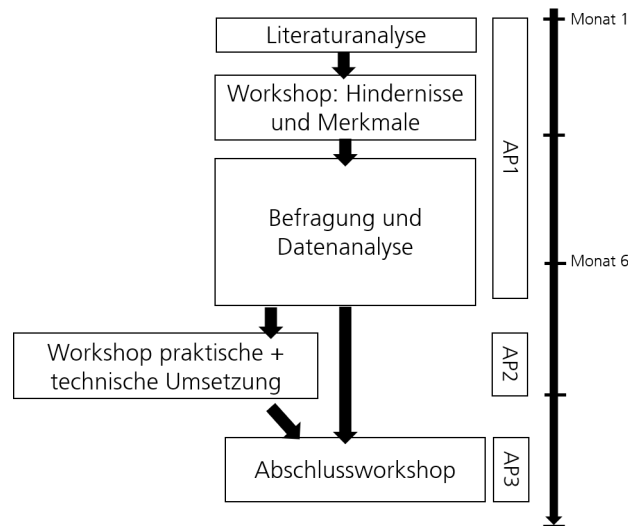 Literaturanalyse
Monat 1
Workshop: Hindernisse
und Merkmale
AP1
Befragung und
Datenanalyse
Monat 6
Workshop praktische +
technische Umsetzung
AP2
Abschlussworkshop
AP3